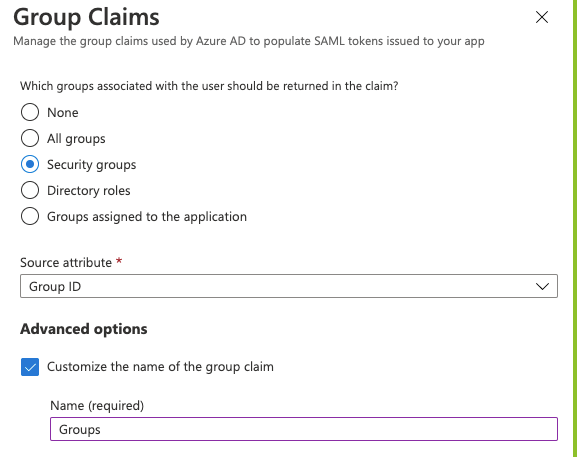 Group Claims
Manage the group claims used by Azure AD to populate SAML tokens issued to your app
Which groups associated with the user should be returned in the claim?
None
All groups
Security groups
Directory roles
Groups assigned to the application
Source attribute *
Group ID
Advanced options
Customize the name of the group claim
Name (required)
Groups